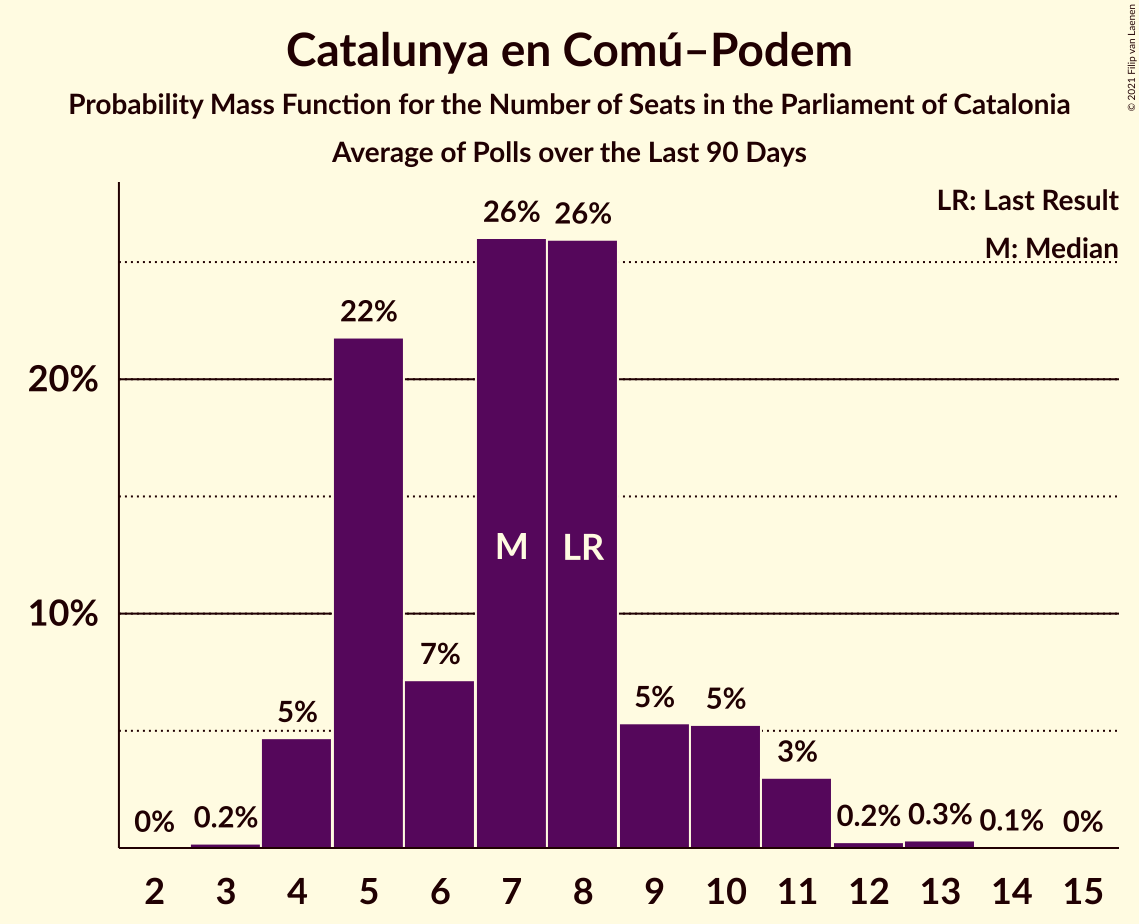 Catalunya en Comú–Podem
Probability Mass Function for the Number of Seats in the Parliament of Catalonia
Average of Polls over the Last 90 Days
© 2021 Filip van Laenen
LR: Last Result
M: Median
26% 26%
22%
20%
M LR
10%
7%
5% 5% 5%
3%
0% 0.2% 0.2% 0.3% 0.1% 0%
2 3 4 5 6 7 8 9 10 11 12 13 14 15